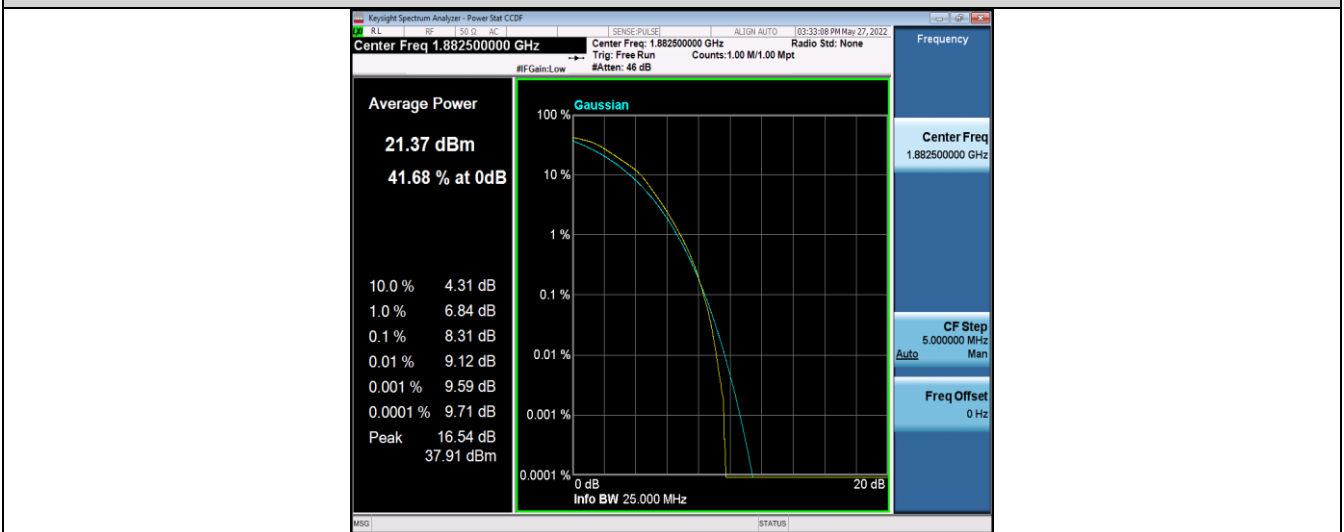 Keysight Spectrum Analyzer - Power Stat CCDF
RL RF 50 Ω AC SENSE:PULSE ALIGN AUTO 03:33:08 PM May 27, 2022
Center Freq 1.882500000 GHz
Center Freq: 1.882500000 GHz Radio Std: None
Trig: Free Run Counts:1.00 M/1.00 Mpt
#IFGain:Low #Atten: 46 dB
Frequency
Average Power
21.37 dBm
41.68 % at 0dB
10.0 % 4.31 dB
1.0 % 6.84 dB
0.1 % 8.31 dB
0.01 % 9.12 dB
0.001 % 9.59 dB
0.0001 % 9.71 dB
Peak 16.54 dB
37.91 dBm
Gaussian
100 %
10 %
1 %
0.1 %
0.01 %
0.001 %
0.0001 %
0 dB 20 dB
Info BW 25.000 MHz
Center Freq
1.882500000 GHz
CF Step
5.000000 MHz
Auto Man
Freq Offset
0 Hz
MSG STATUS